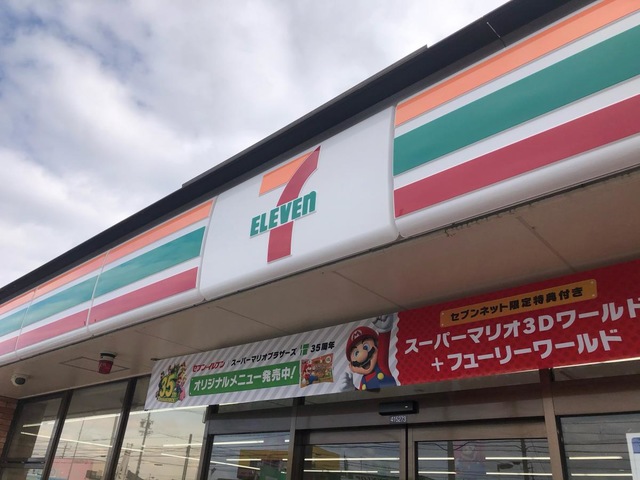 7
ELEVEn
セブン-イレブン×スーパーマリオブラザーズ 35周年
オリジナルメニュー発売中!
35
セブンネット限定特典付き
スーパーマリオ3Dワールド
+フューリーワールド
415273